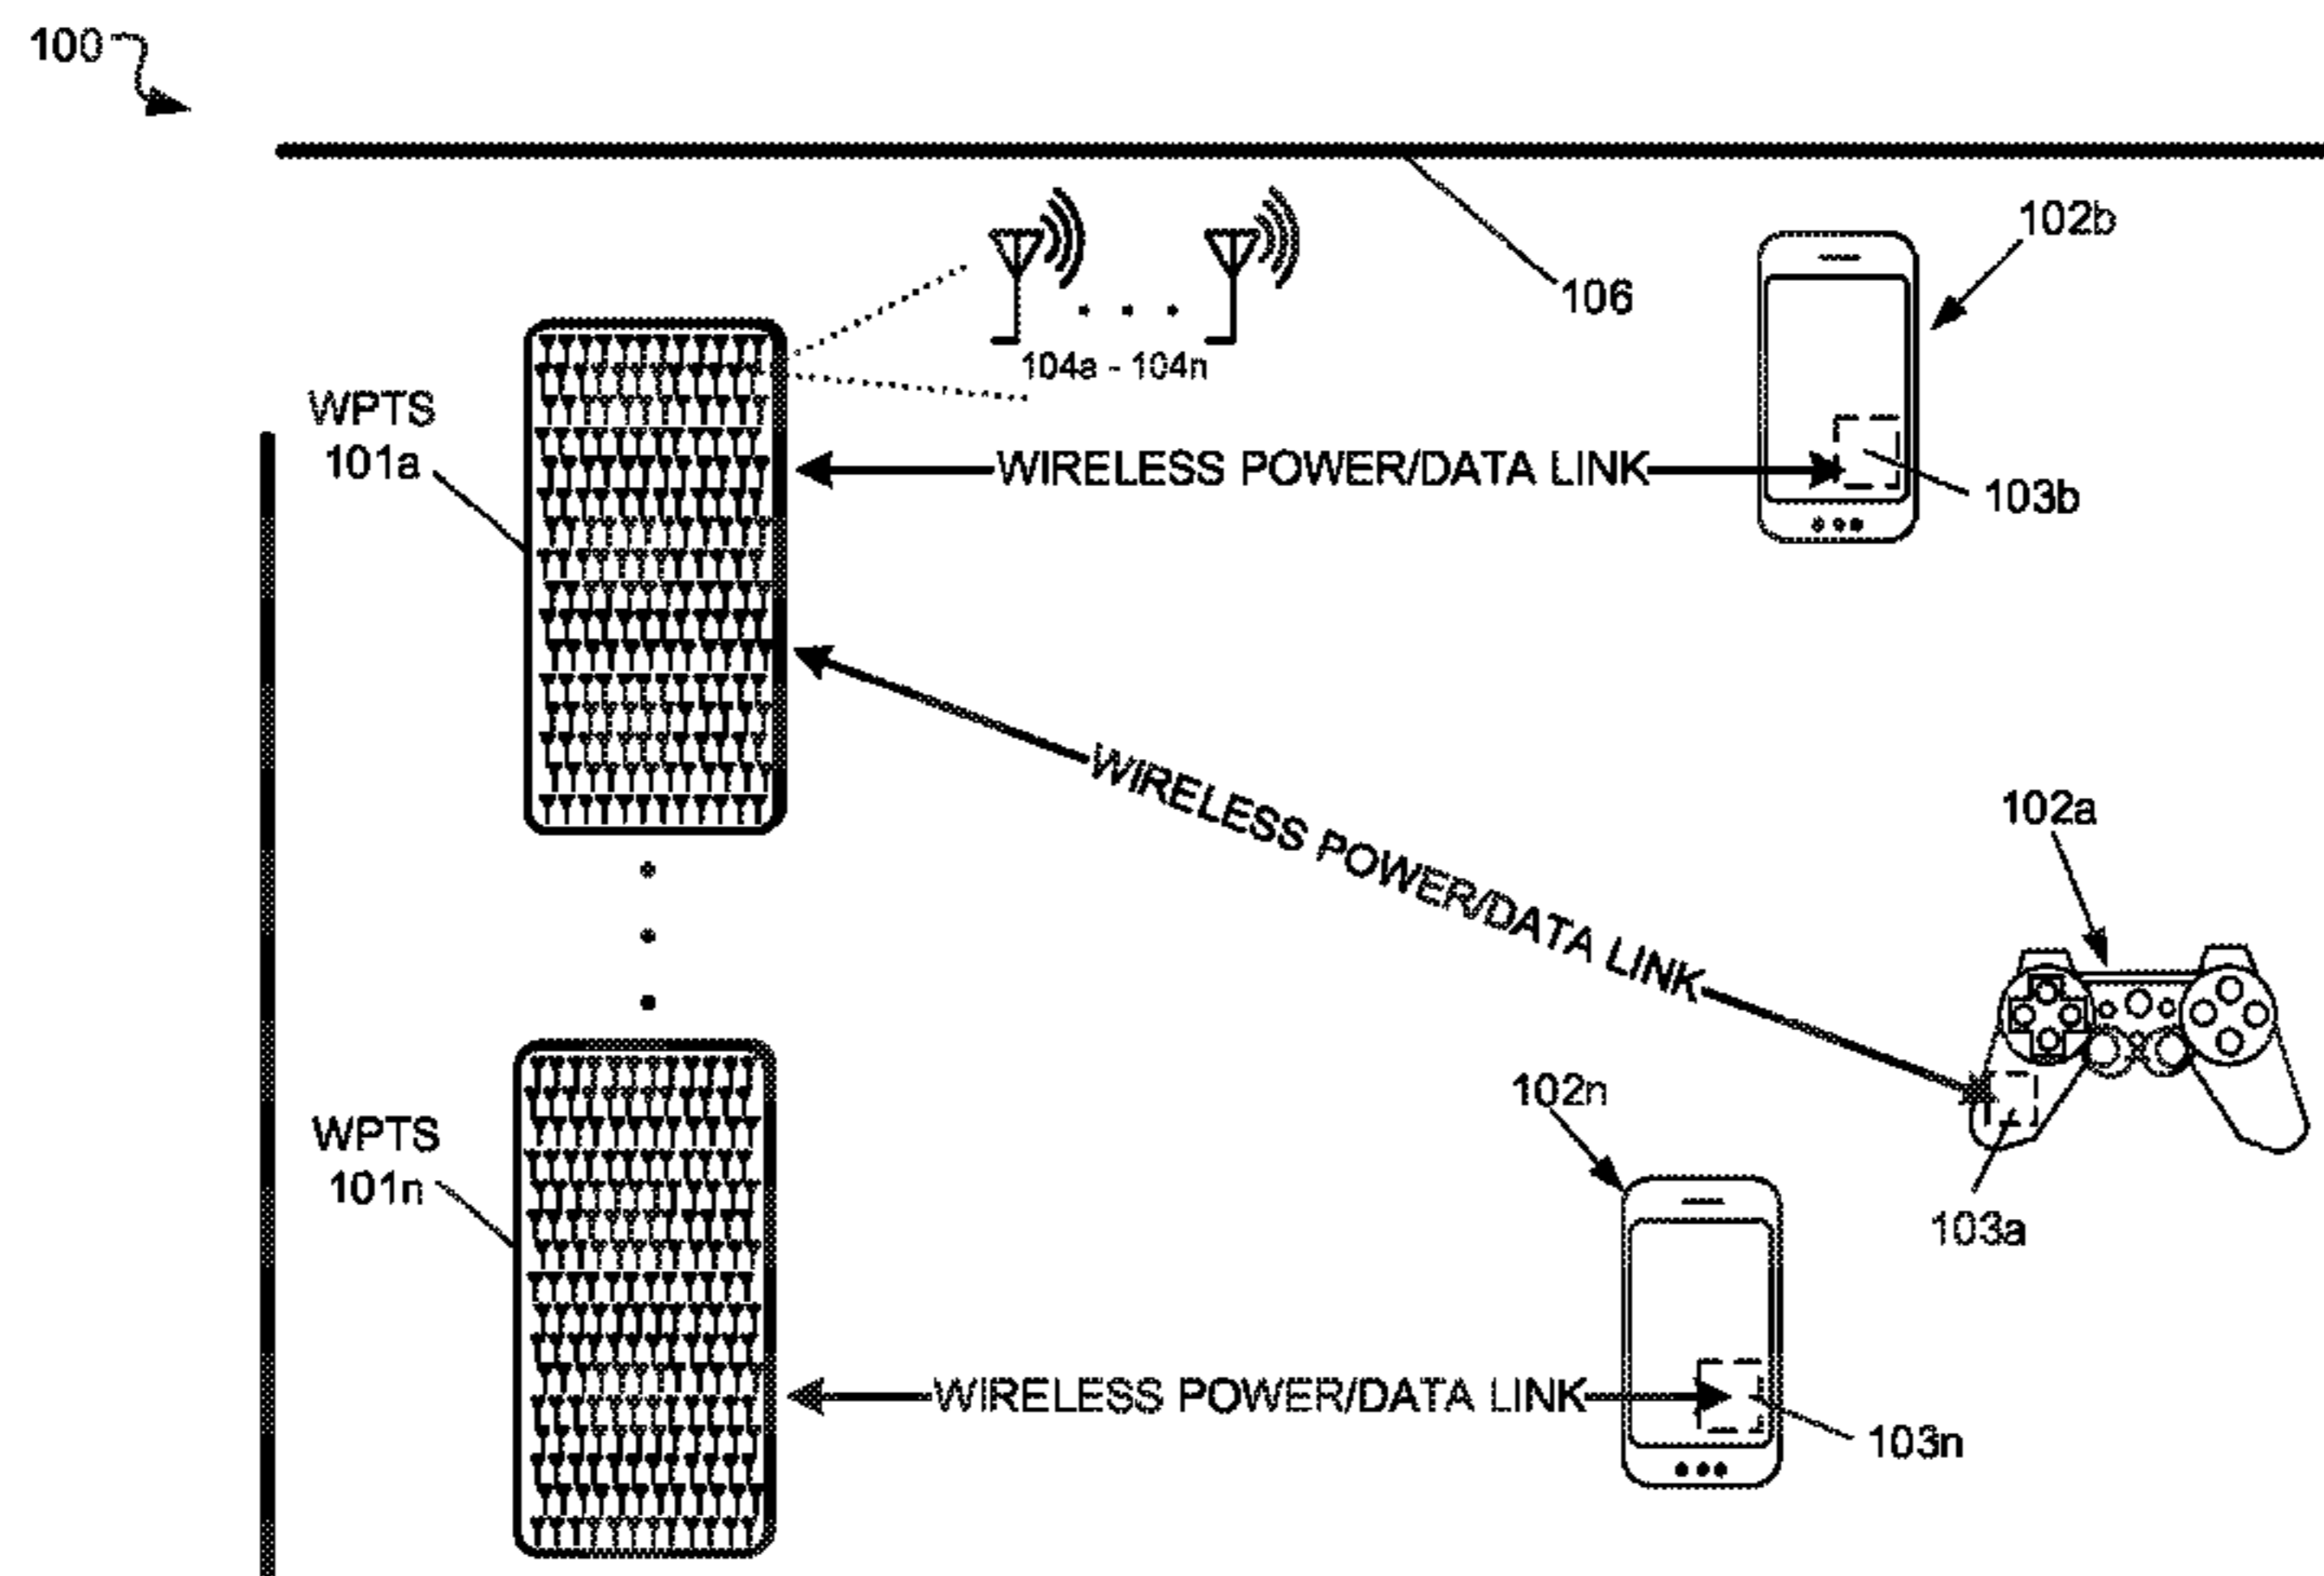 100
102b
106
104a - 104n
WPTS
101a
WIRELESS POWER/DATA LINK
103b
WIRELESS POWER/DATA LINK
102a
102n
WPTS
101n
103a
WIRELESS POWER/DATA LINK
103n